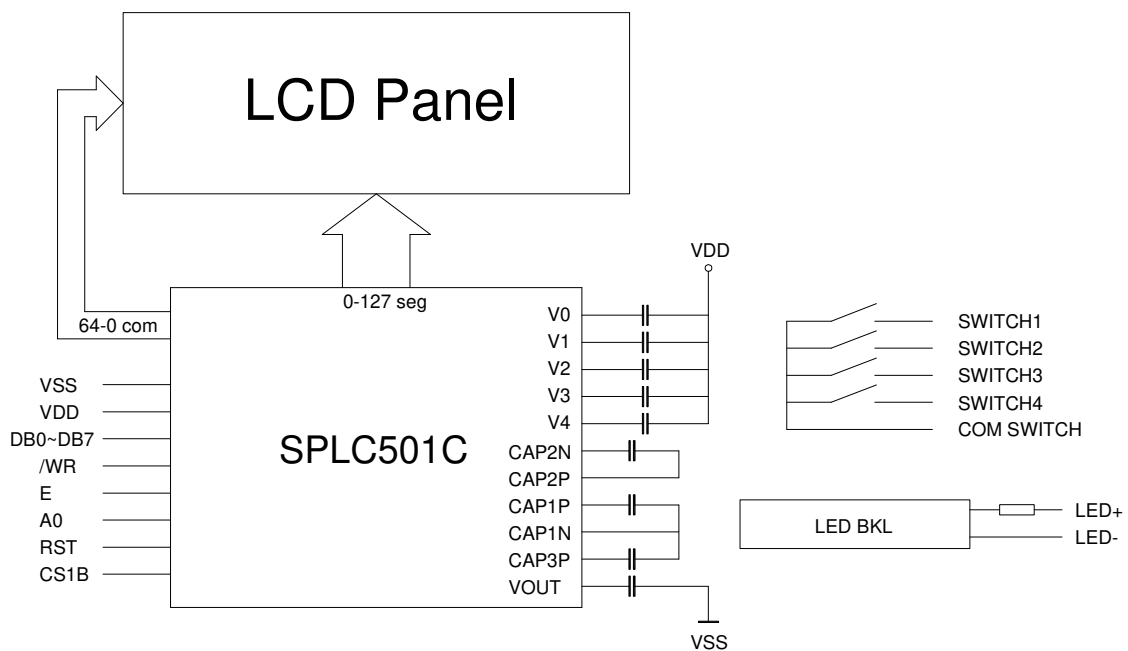 LCD Panel
VDD
0-127 seg
64-0 com
V0
V1
V2
V3
V4
CAP2N
CAP2P
CAP1P
CAP1N
CAP3P
VOUT
VSS
VDD
DB0~DB7
/WR
E
A0
RST
CS1B
SPLC501C
SWITCH1
SWITCH2
SWITCH3
SWITCH4
COM SWITCH
LED BKL
LED+
LED-
VSS